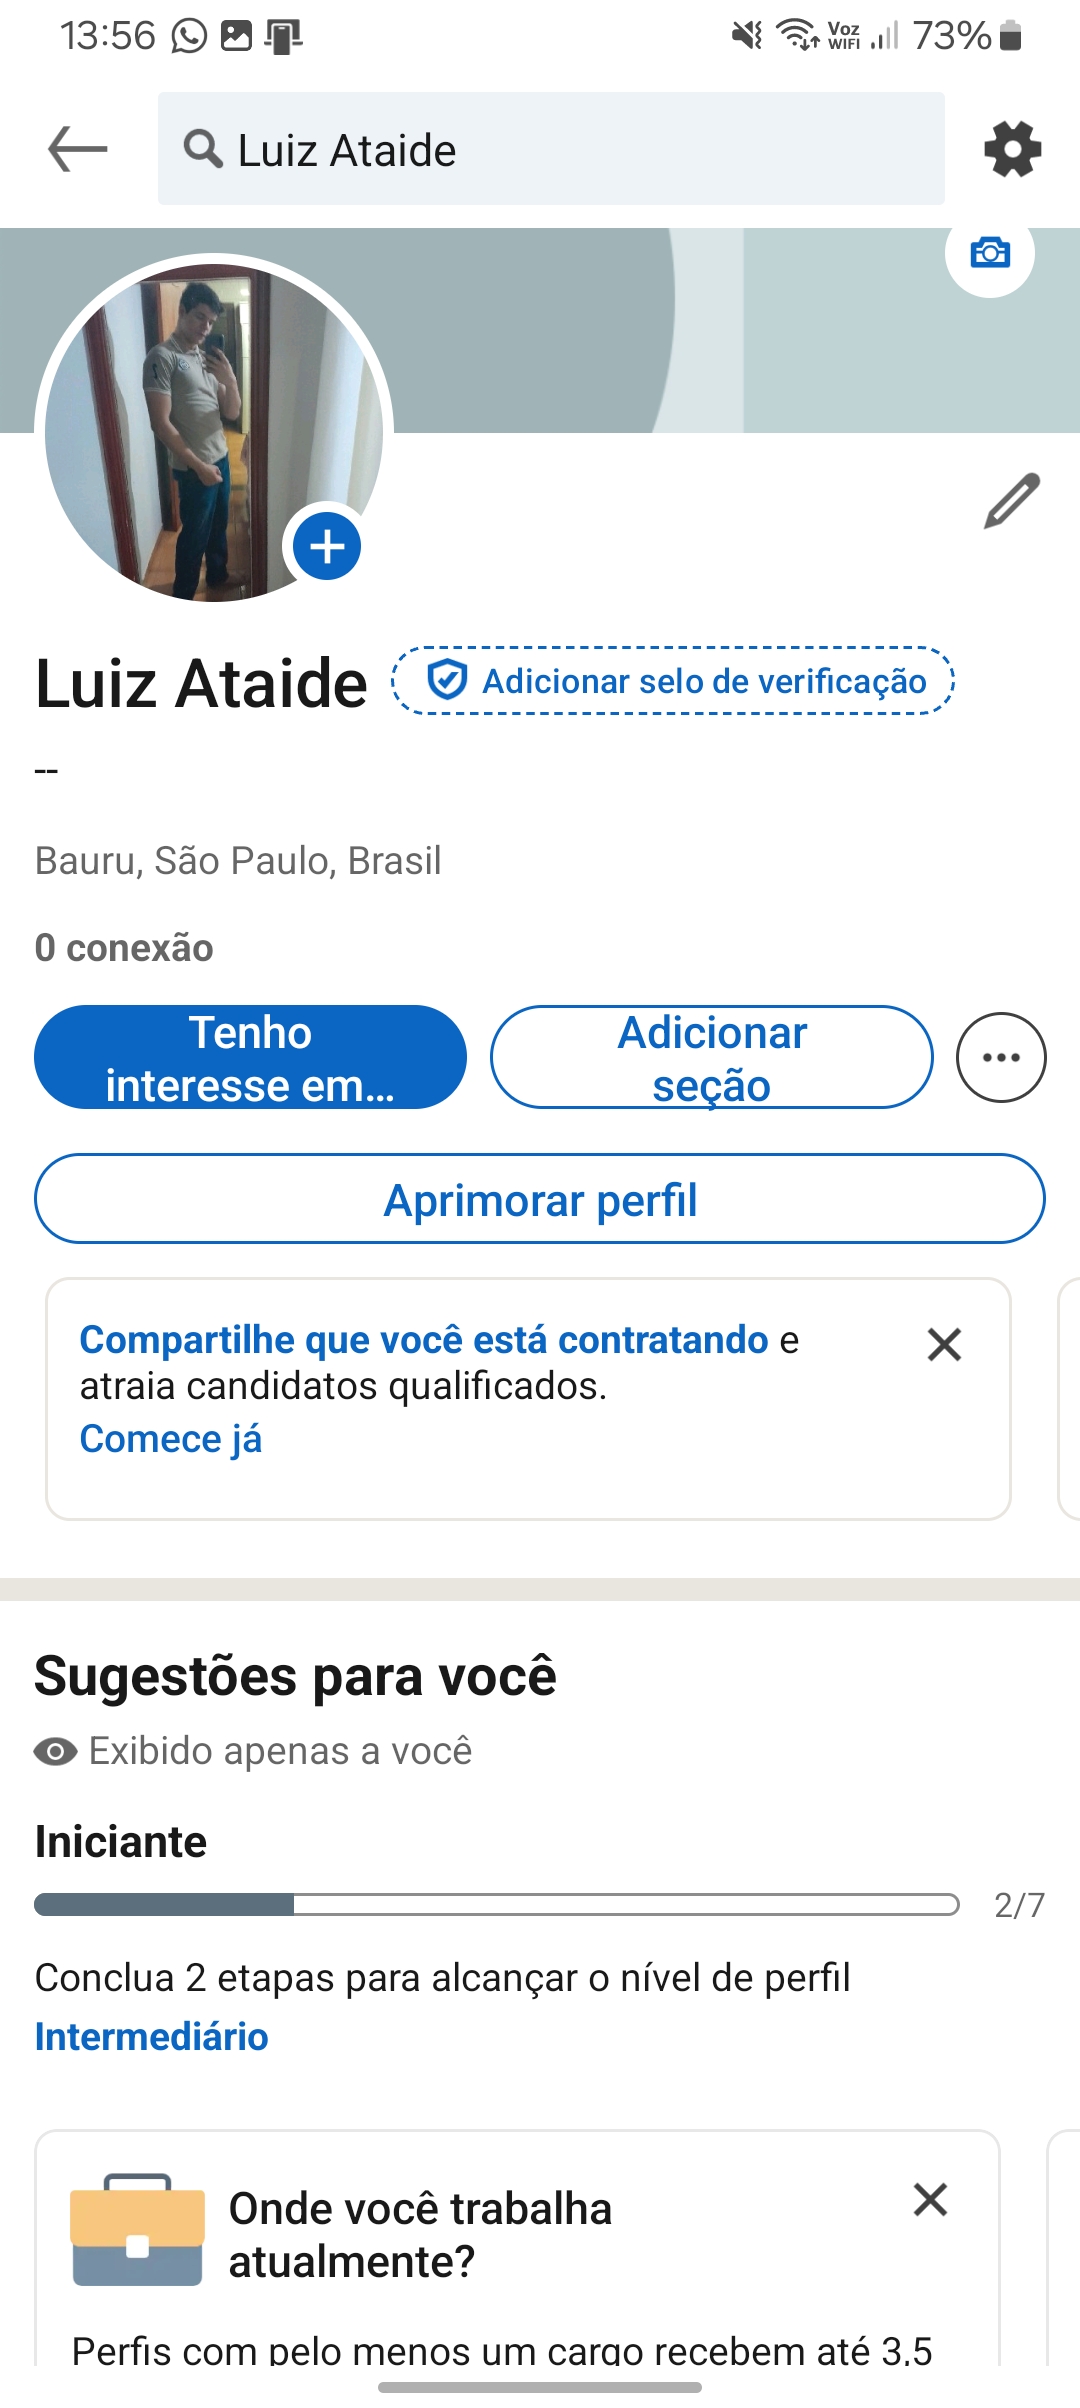 13:56
Voz
WIFI
73%
Luiz Ataide
Luiz Ataide
Adicionar selo de verificação
--
Bauru, São Paulo, Brasil
0 conexão
Tenho
interesse em...
Adicionar
seção
Aprimorar perfil
Compartilhe que você está contratando e
atraia candidatos qualificados.
Comece já
Sugestões para você
Exibido apenas a você
Iniciante
2/7
Conclua 2 etapas para alcançar o nível de perfil
Intermediário
Onde você trabalha
atualmente?
Perfis com pelo menos um cargo recebem até 3,5